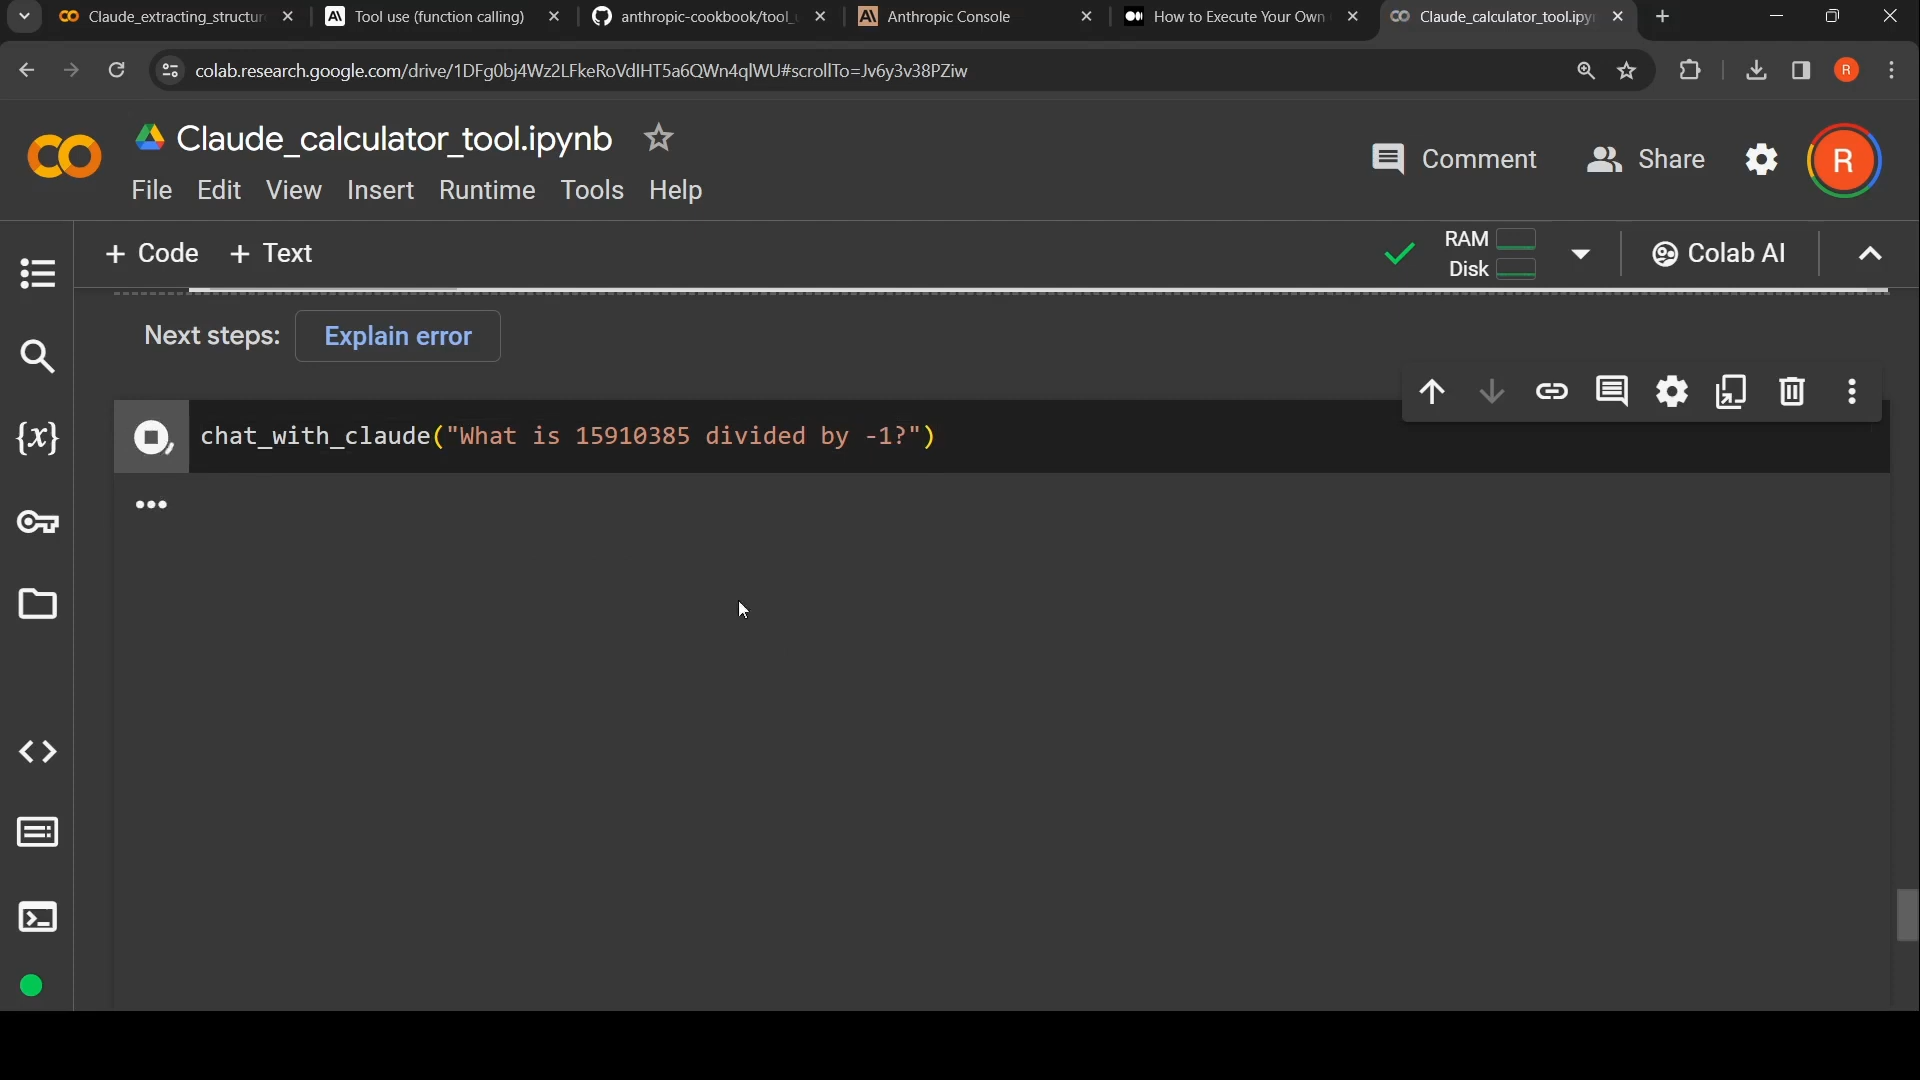 Claude_extracting_structur
Tool use (function calling)
anthropic-cookbook/tool_u
Anthropic Console
How to Execute Your Own
Claude_calculator_tool.ipy
colab.research.google.com/drive/1DFg0bj4Wz2LFkeRoVdIHT5a6QWn4qlWU#scrollTo=Jv6y3v38PZiw
R
Claude_calculator_tool.ipynb
Comment
Share
R
File Edit View Insert Runtime Tools Help
+ Code + Text
RAM
Disk
Colab AI
Next steps: Explain error
chat_with_claude("What is 15910385 divided by -1?")
{x}